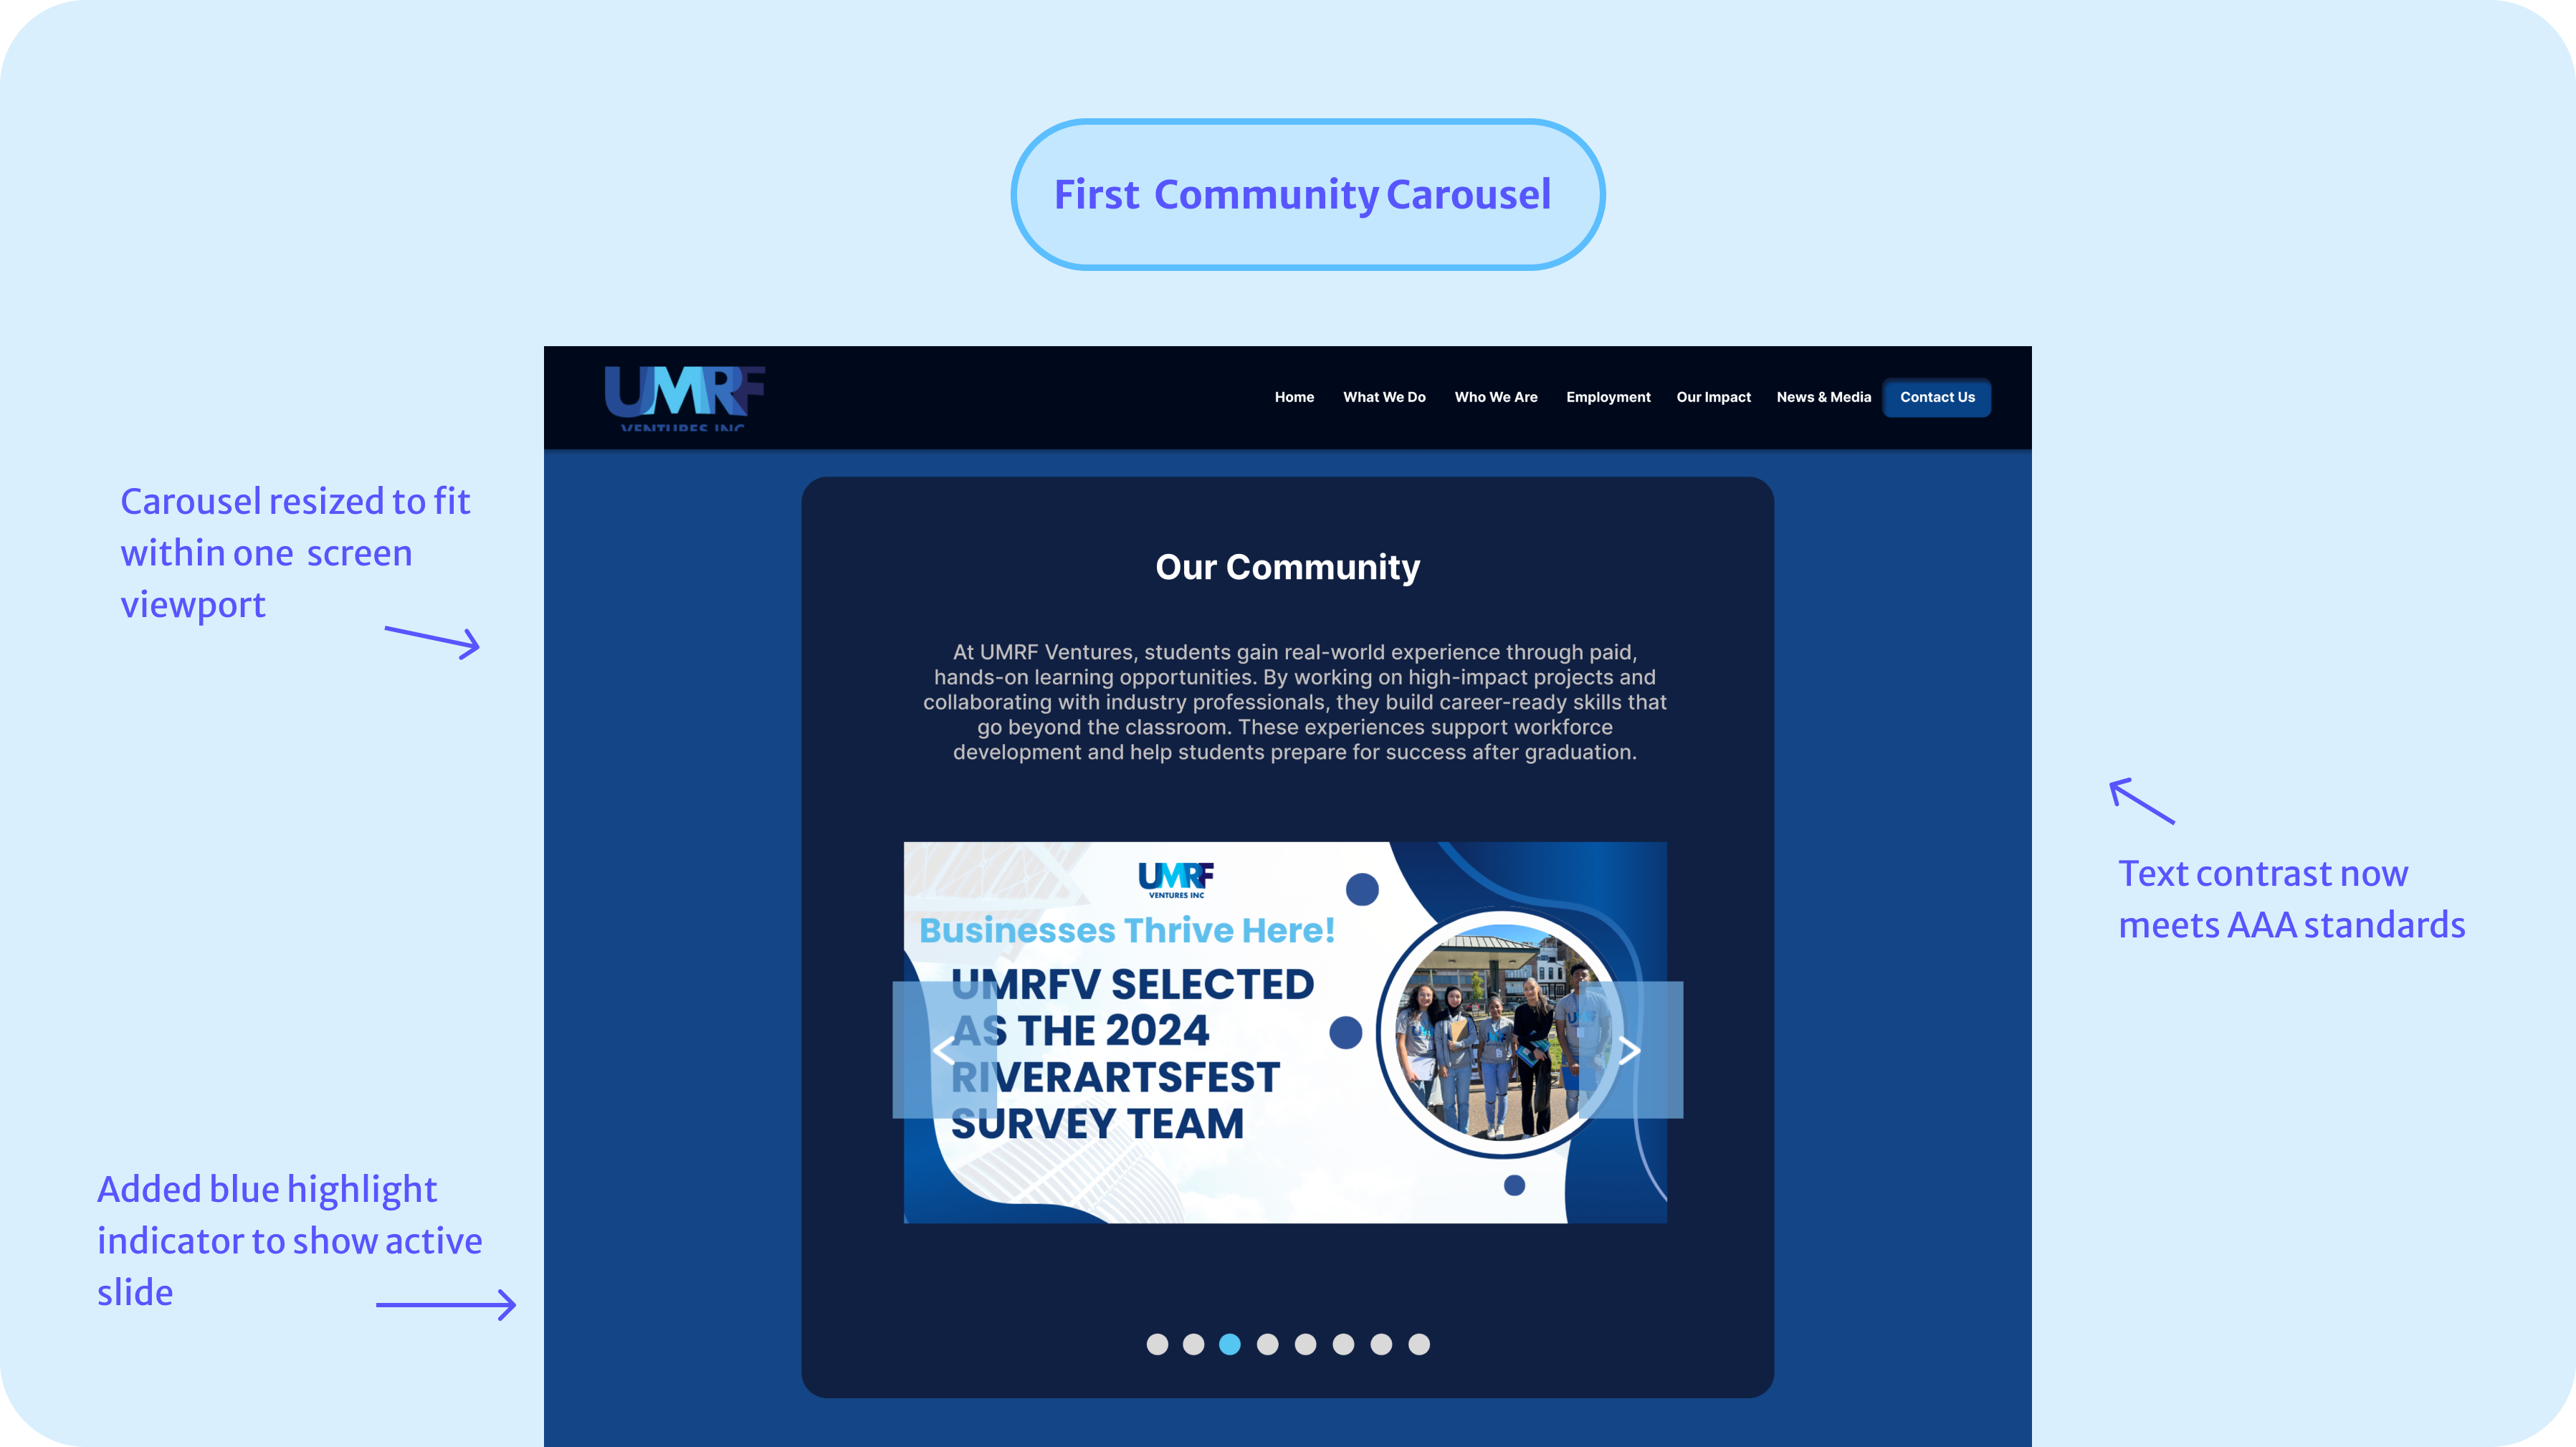 First Community Carousel
UMRF
VENTURES INC
Home What We Do Who We Are Employment Our Impact News & Media Contact Us
Carousel resized to fit
within one screen
viewport
Our Community
At UMRF Ventures, students gain real-world experience through paid,
hands-on learning opportunities. By working on high-impact projects and
collaborating with industry professionals, they build career-ready skills that
go beyond the classroom. These experiences support workforce
development and help students prepare for success after graduation.
Text contrast now
meets AAA standards
UMRF
VENTURES INC
Businesses Thrive Here!
UMRFV SELECTED
AS THE 2024
RIVERARTSFEST
SURVEY TEAM
Added blue highlight
indicator to show active
slide